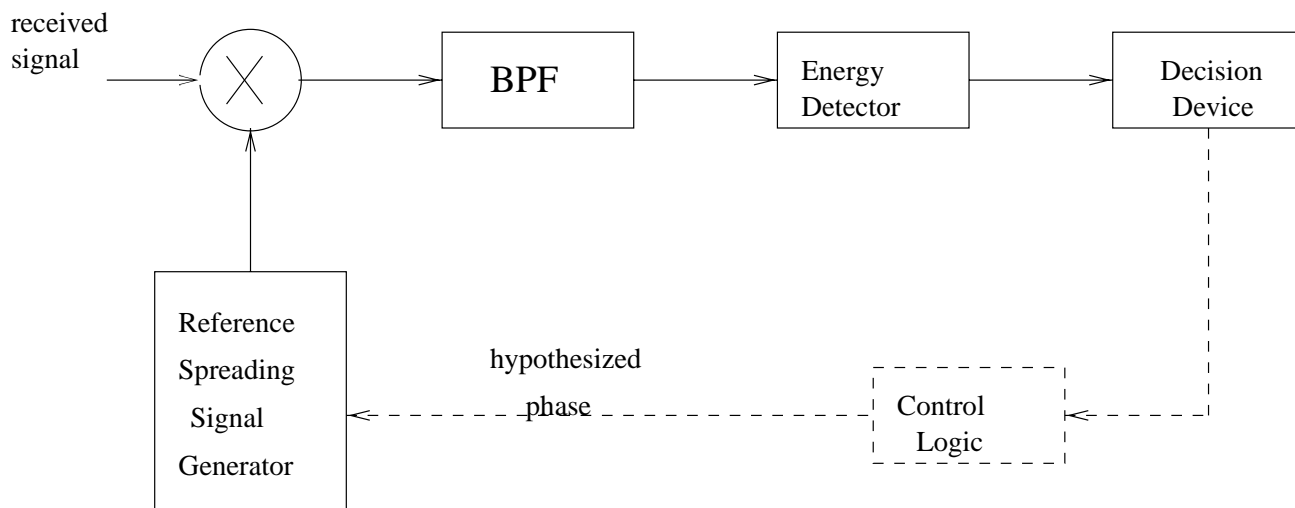 received
signal
BPF
Energy
Detector
Decision
Device
Reference
Spreading
Signal
Generator
hypothesized
phase
Control
Logic